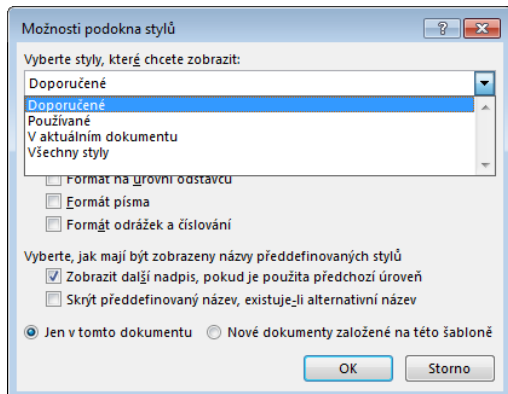 Možnosti podokna stylů
Vyberte styly, které chcete zobrazit:
Doporučené
Doporučené
Používané
V aktuálním dokumentu
Všechny styly
Formát na úrovni odstavců
Formát písma
Formát odrážek a číslování
Vyberte, jak mají být zobrazeny názvy předdefinovaných stylů
Zobrazit další nadpis, pokud je použita předchozí úroveň
Skrýt předdefinovaný název, existuje-li alternativní název
Jen v tomto dokumentu Nové dokumenty založené na této šabloně
OK Storno